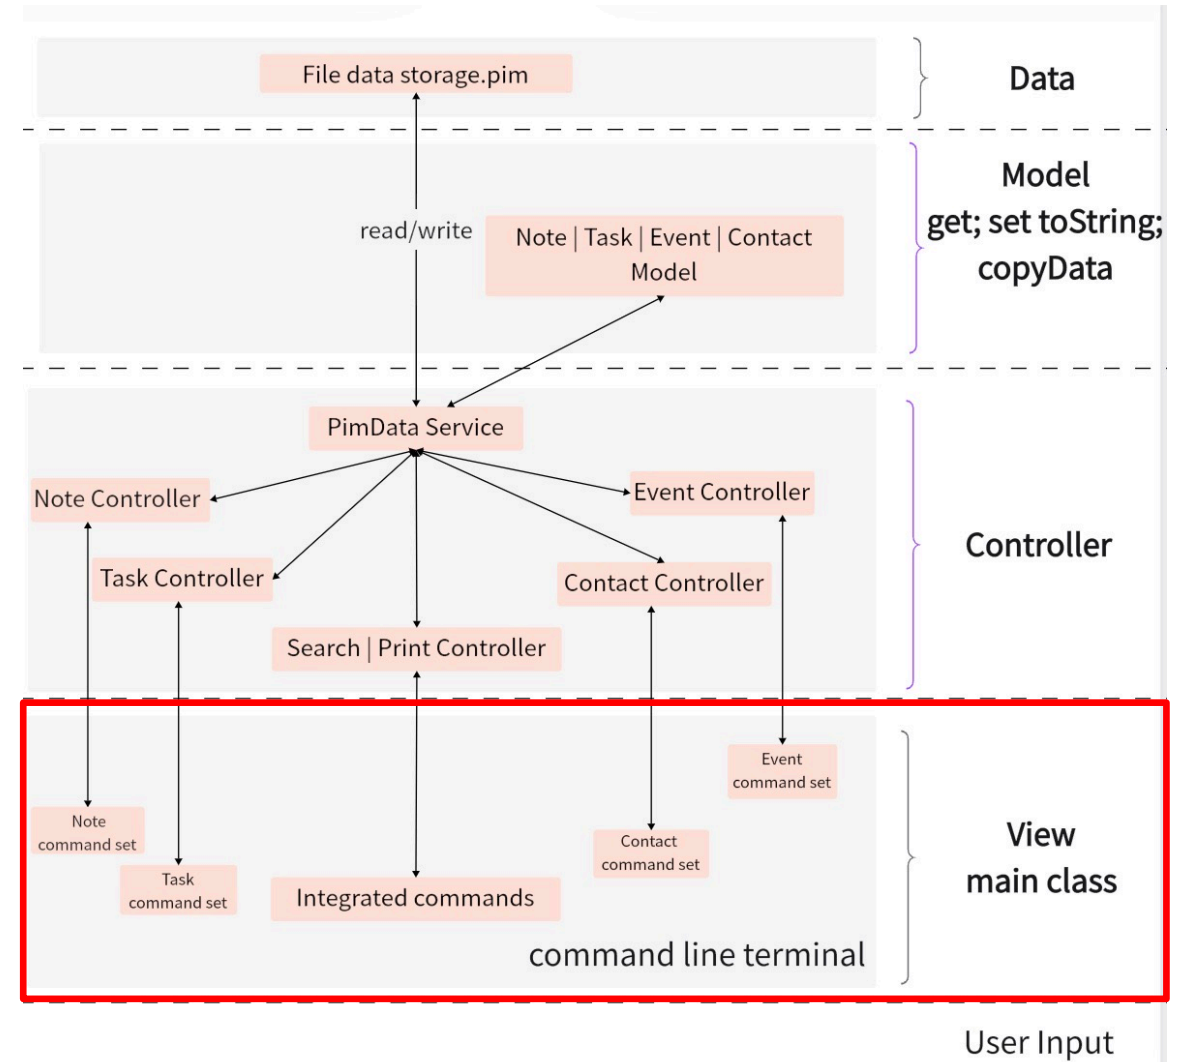 File data storage.pim
Data
Model
get; set toString;
copyData
read/write
Note | Task | Event | Contact
Model
PimData Service
Note Controller
Event Controller
Task Controller
Contact Controller
Search | Print Controller
Controller
Event
command set
Note
command set
Contact
command set
Task
command set
Integrated commands
View
main class
command line terminal
User Input